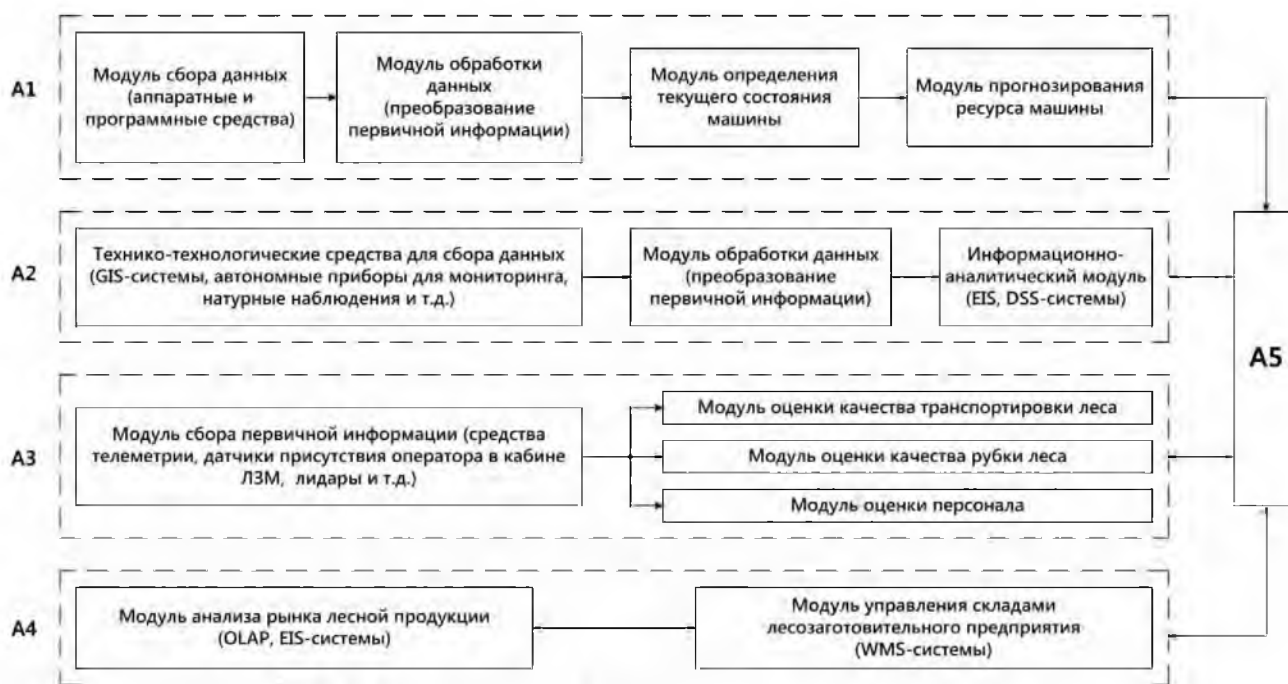 A1
Модуль сбора данных
(аппаратные и
программные средства)
Модуль обработки
данных
(преобразование
первичной информации)
Модуль определения
текущего состояния
машины
Модуль прогнозирования
ресурса машины
A2
Технико-технологические средства для сбора данных
(GIS-системы, автономные приборы для мониторинга,
натурные наблюдения и т.д.)
Модуль обработки данных
(преобразование
первичной информации)
Информационно-
аналитический модуль
(EIS, DSS-системы)
A5
A3
Модуль сбора первичной информации (средства
телеметрии, датчики присутствия оператора в кабине
ЛЗМ, лидары и т.д.)
Модуль оценки качества транспортировки леса
Модуль оценки качества рубки леса
Модуль оценки персонала
A4
Модуль анализа рынка лесной продукции
(OLAP, EIS-системы)
Модуль управления складами
лесозаготовительного предприятия
(WMS-системы)